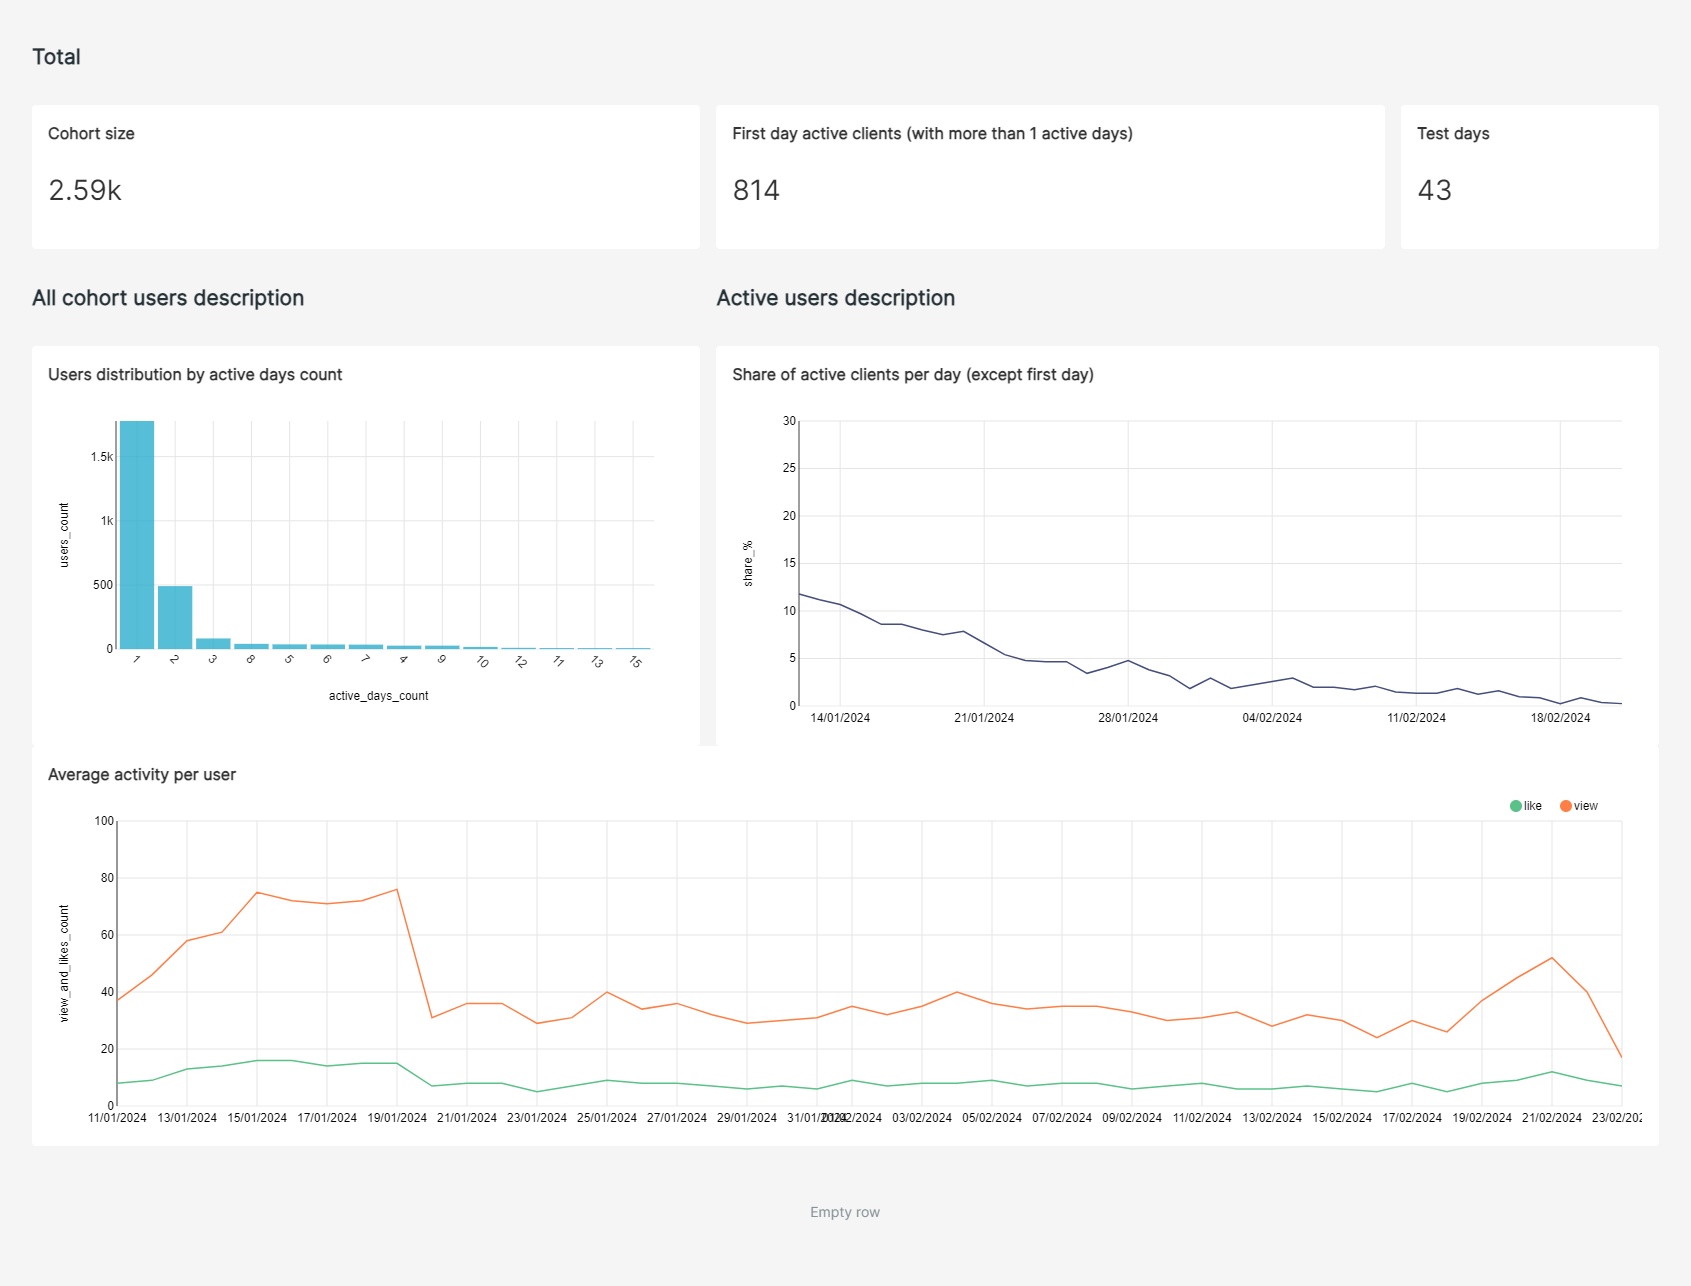 Total
Cohort size
2.59k
First day active clients (with more than 1 active days)
814
Test days
43
All cohort users description
Active users description
Users distribution by active days count
1.5k
1k
500
0
users_count
1 2 3 8 5 6 7 4 9 10 12 11 13 15
active_days_count
Share of active clients per day (except first day)
30
25
20
15
10
5
0
share_%
14/01/2024 21/01/2024 28/01/2024 04/02/2024 11/02/2024 18/02/2024
Average activity per user
like view
100
80
60
40
20
0
view_and_likes_count
11/01/2024 13/01/2024 15/01/2024 17/01/2024 19/01/2024 21/01/2024 23/01/2024 25/01/2024 27/01/2024 29/01/2024 03/02/2024 05/02/2024 07/02/2024 09/02/2024 11/02/2024 13/02/2024 15/02/2024 17/02/2024 19/02/2024 21/02/2024 23/02/202
Empty row